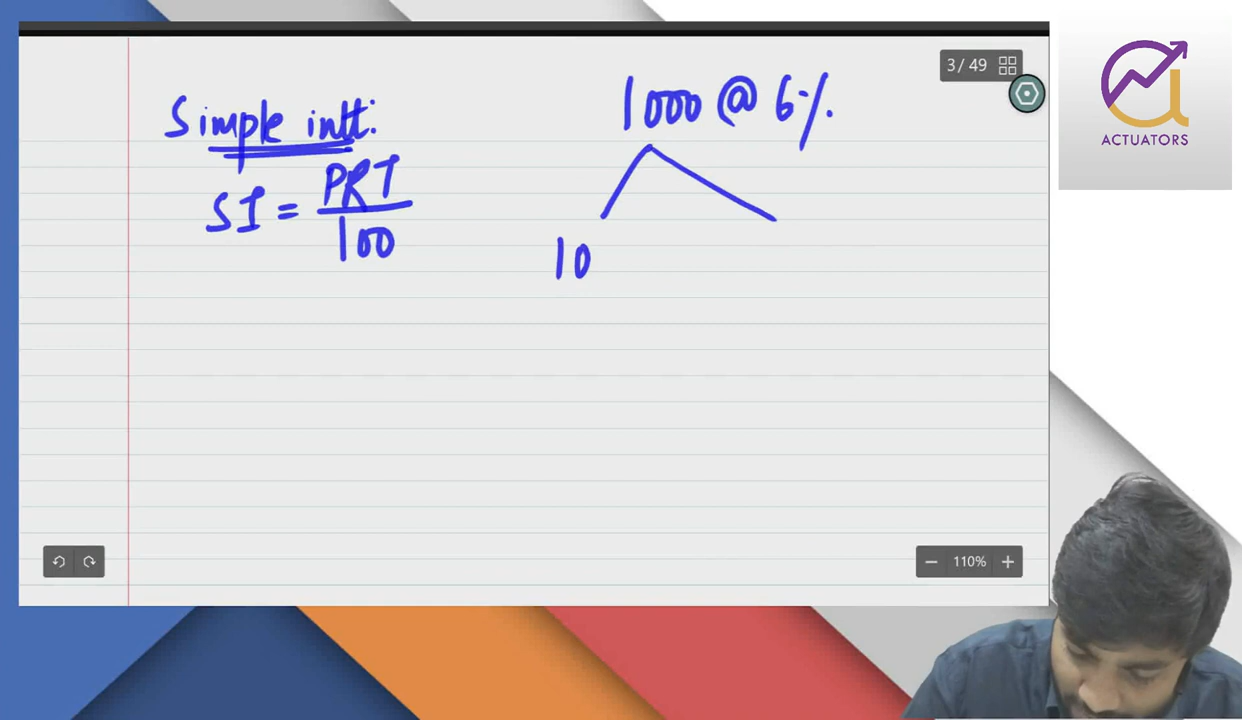 Simple intt:
SI = PRT
100
1000 @ 6%.
10
3 / 49
ACTUATORS
110%